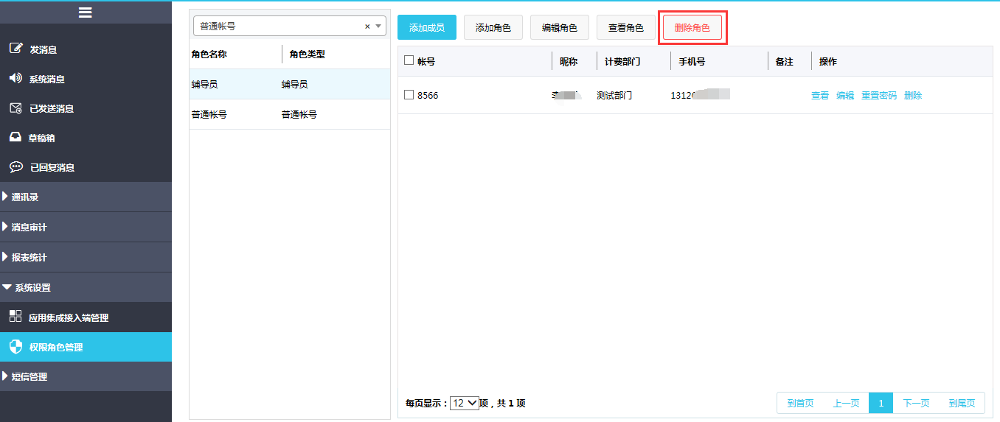 发消息
系统消息
已发送消息
草稿箱
已回复消息
通讯录
消息审计
报表统计
系统设置
应用集成接入端管理
权限角色管理
短信管理
普通帐号 ×
角色名称 角色类型
辅导员 辅导员
普通帐号 普通帐号
添加成员 添加角色 编辑角色 查看角色 删除角色
帐号 昵称 计费部门 手机号 备注 操作
8566 测试部门 13126 查看 编辑 重置密码 删除
每页显示：12项，共 1 项
到首页 上一页 1 下一页 到尾页